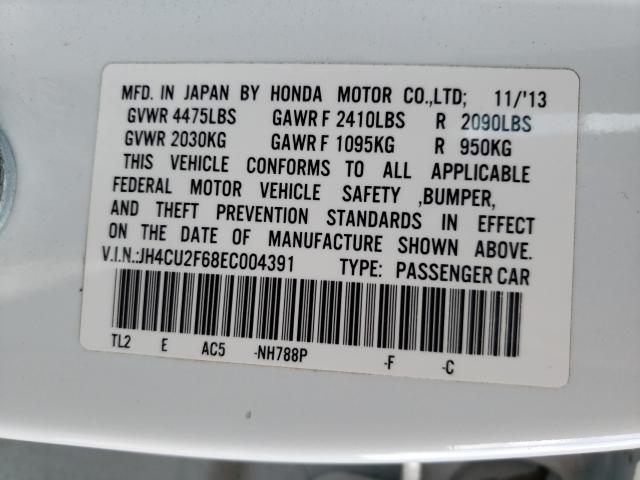 MFD. IN JAPAN BY HONDA MOTOR CO.,LTD; 11/'13
GVWR 4475LBS GAWR F 2410LBS R 2090LBS
GVWR 2030KG GAWR F 1095KG R 950KG
THIS VEHICLE CONFORMS TO ALL APPLICABLE
FEDERAL MOTOR VEHICLE SAFETY ,BUMPER,
AND THEFT PREVENTION STANDARDS IN EFFECT
ON THE DATE OF MANUFACTURE SHOWN ABOVE.
V.I.N.:JH4CU2F68EC004391 TYPE: PASSENGER CAR
TL2 E AC5 -NH788P -F -C